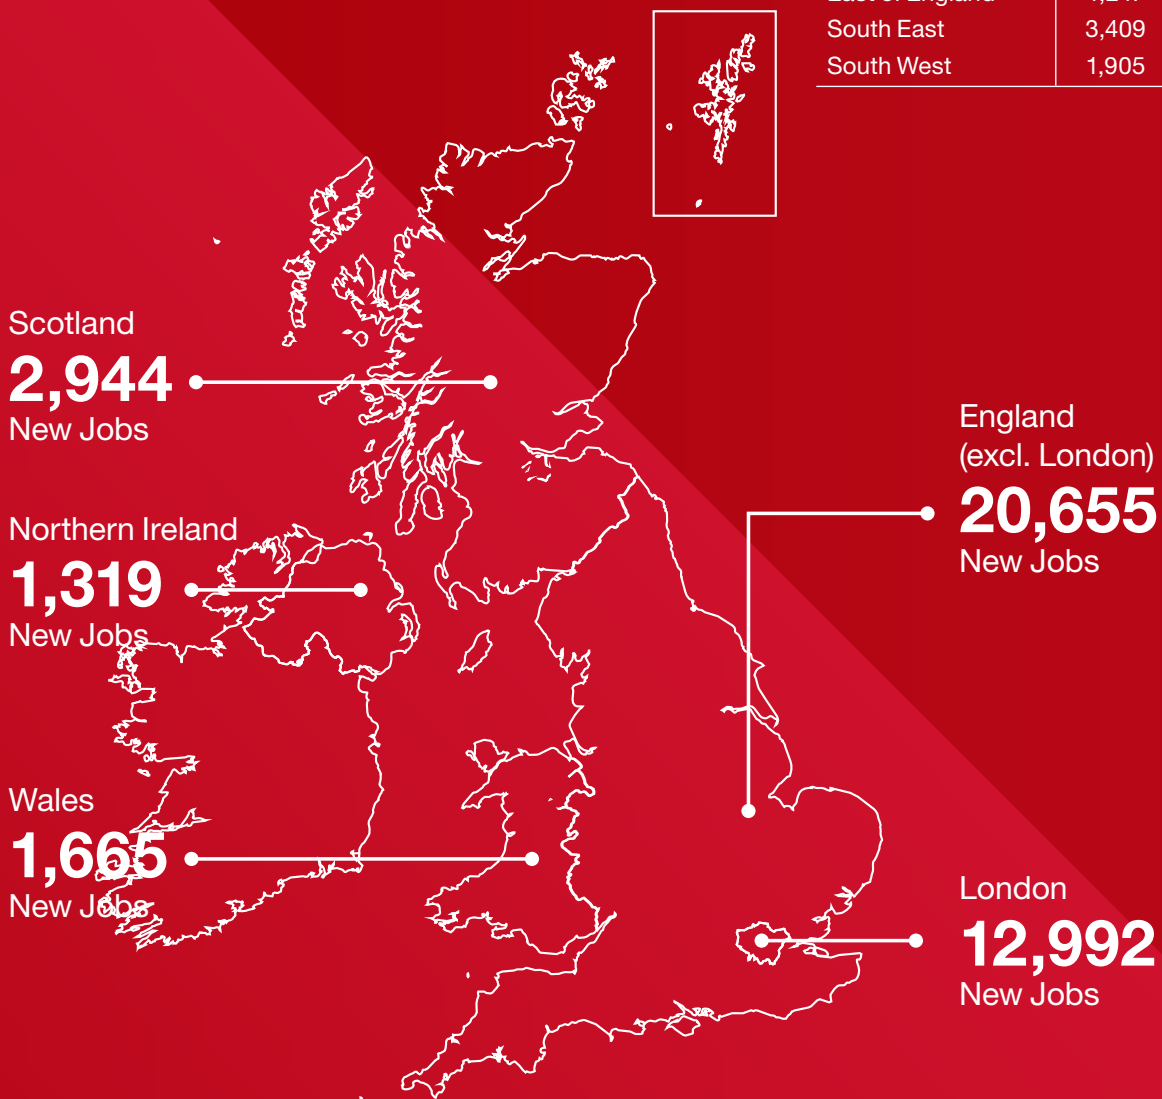 South East 3,409
South West 1,905
Scotland
2,944
New Jobs
Northern Ireland
1,319
New Jobs
Wales
1,665
New Jobs
England
(excl. London)
20,655
New Jobs
London
12,992
New Jobs